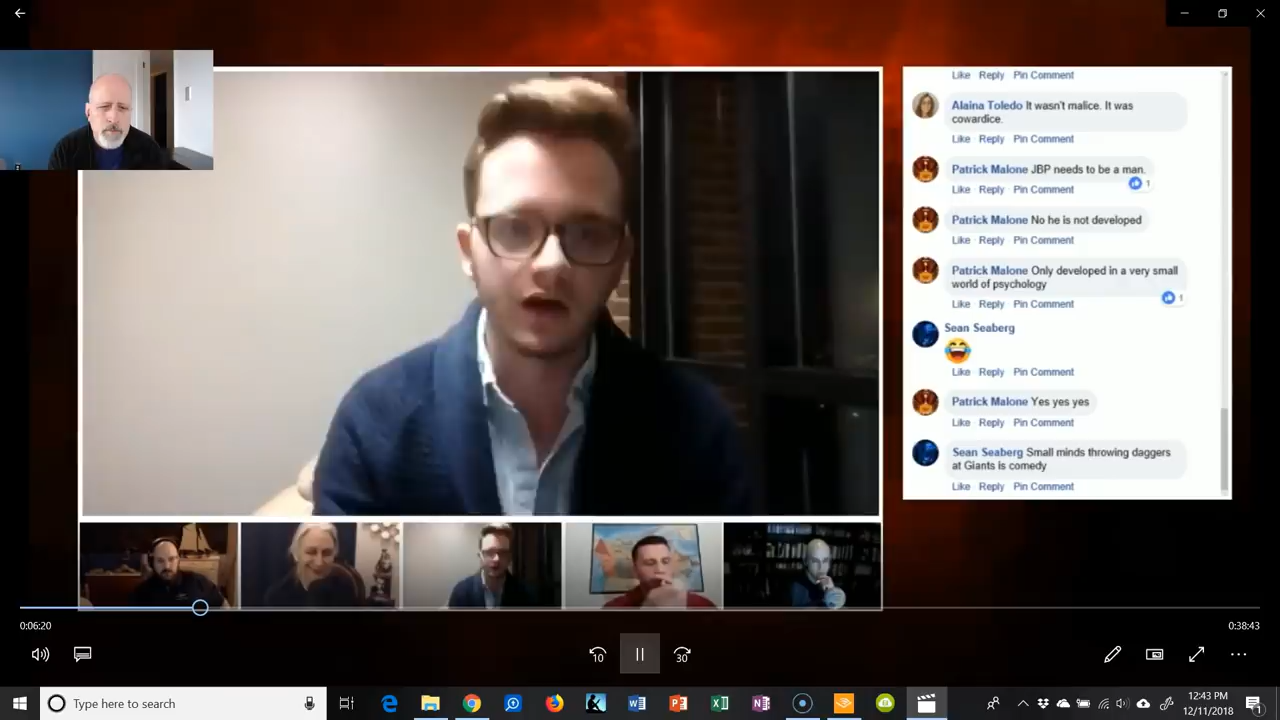 Like Reply Pin Comment
Alaina Toledo It wasn't malice. It was
cowardice.
Like Reply Pin Comment
Patrick Malone JBP needs to be a man.
1
Like Reply Pin Comment
Patrick Malone No he is not developed
Like Reply Pin Comment
Patrick Malone Only developed in a very small
world of psychology
1
Like Reply Pin Comment
Sean Seaberg
Like Reply Pin Comment
Patrick Malone Yes yes yes
Like Reply Pin Comment
Sean Seaberg Small minds throwing daggers
at Giants is comedy
Like Reply Pin Comment
0:06:20
0:38:43
10
30
Type here to search
12:43 PM
12/11/2018
1